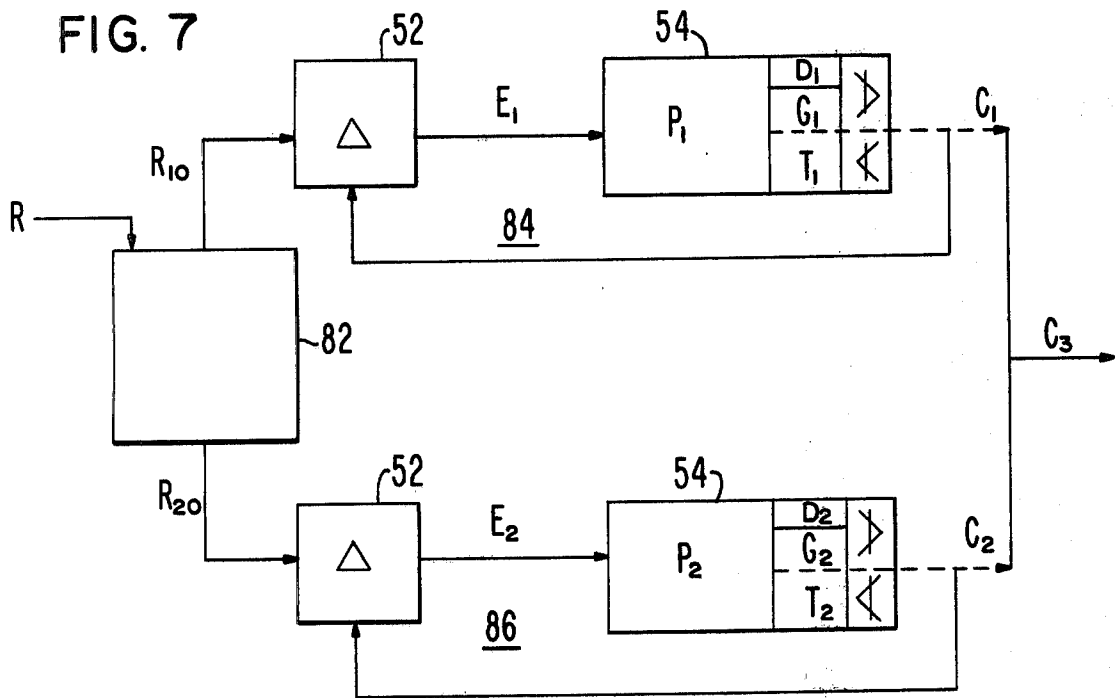 FIG. 7
52
54
E₁
P₁
D₁
G₁
T₁
C₁
R₁₀
△
84
R
82
C₃
R₂₀
52
54
E₂
P₂
D₂
G₂
T₂
C₂
△
86